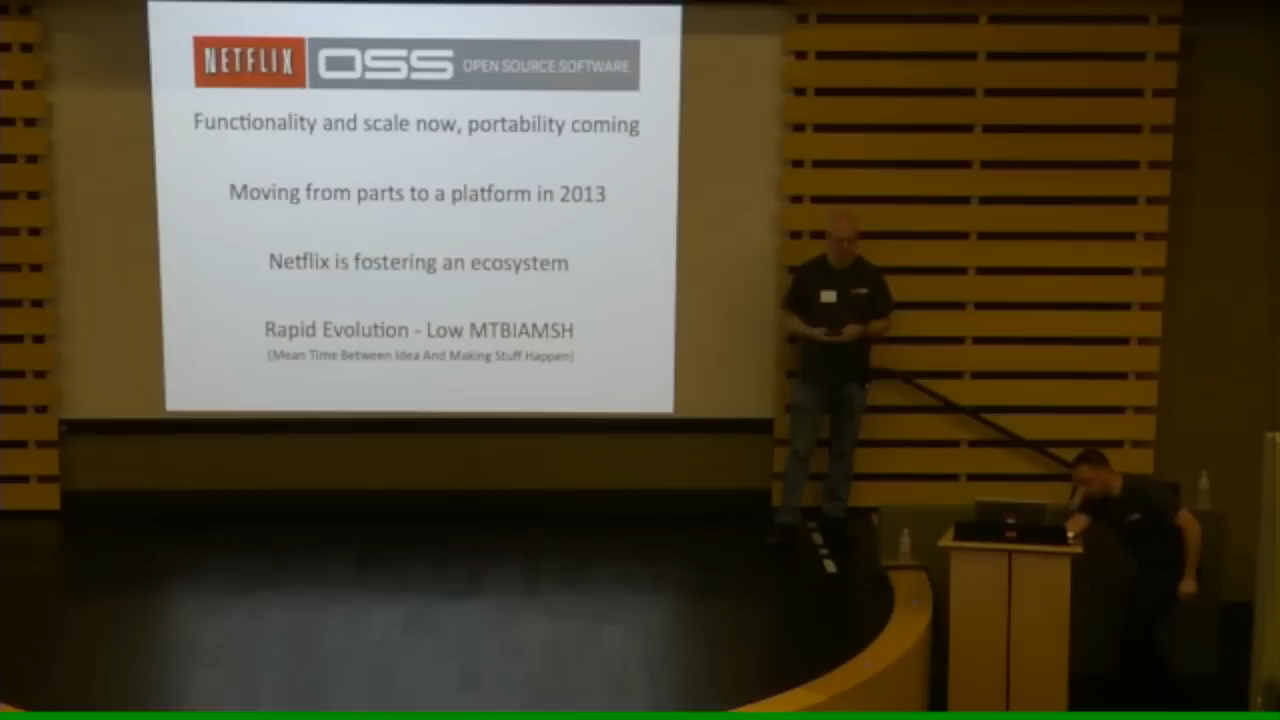 NETFLIX OSS OPEN SOURCE SOFTWARE
Functionality and scale now, portability coming
Moving from parts to a platform in 2013
Netflix is fostering an ecosystem
Rapid Evolution - Low MTBIAMSH
(Mean Time Between Idea And Making Stuff Happen)